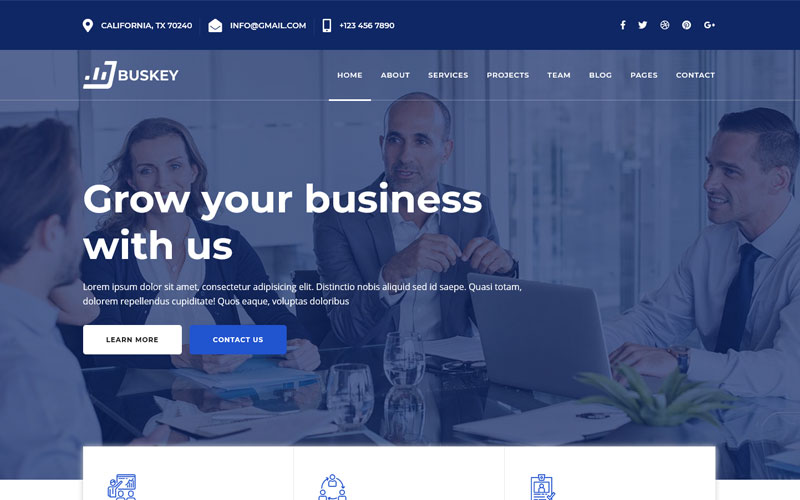 CALIFORNIA, TX 70240
INFO@GMAIL.COM
+123 456 7890
BUSKEY
HOME ABOUT SERVICES PROJECTS TEAM BLOG PAGES CONTACT
Grow your business
with us
Lorem ipsum dolor sit amet, consectetur adipisicing elit. Distinctio nobis aliquid sed id saepe. Quasi totam,
dolorem repellendus cupiditate! Quos eaque, voluptas doloribus
LEARN MORE
CONTACT US